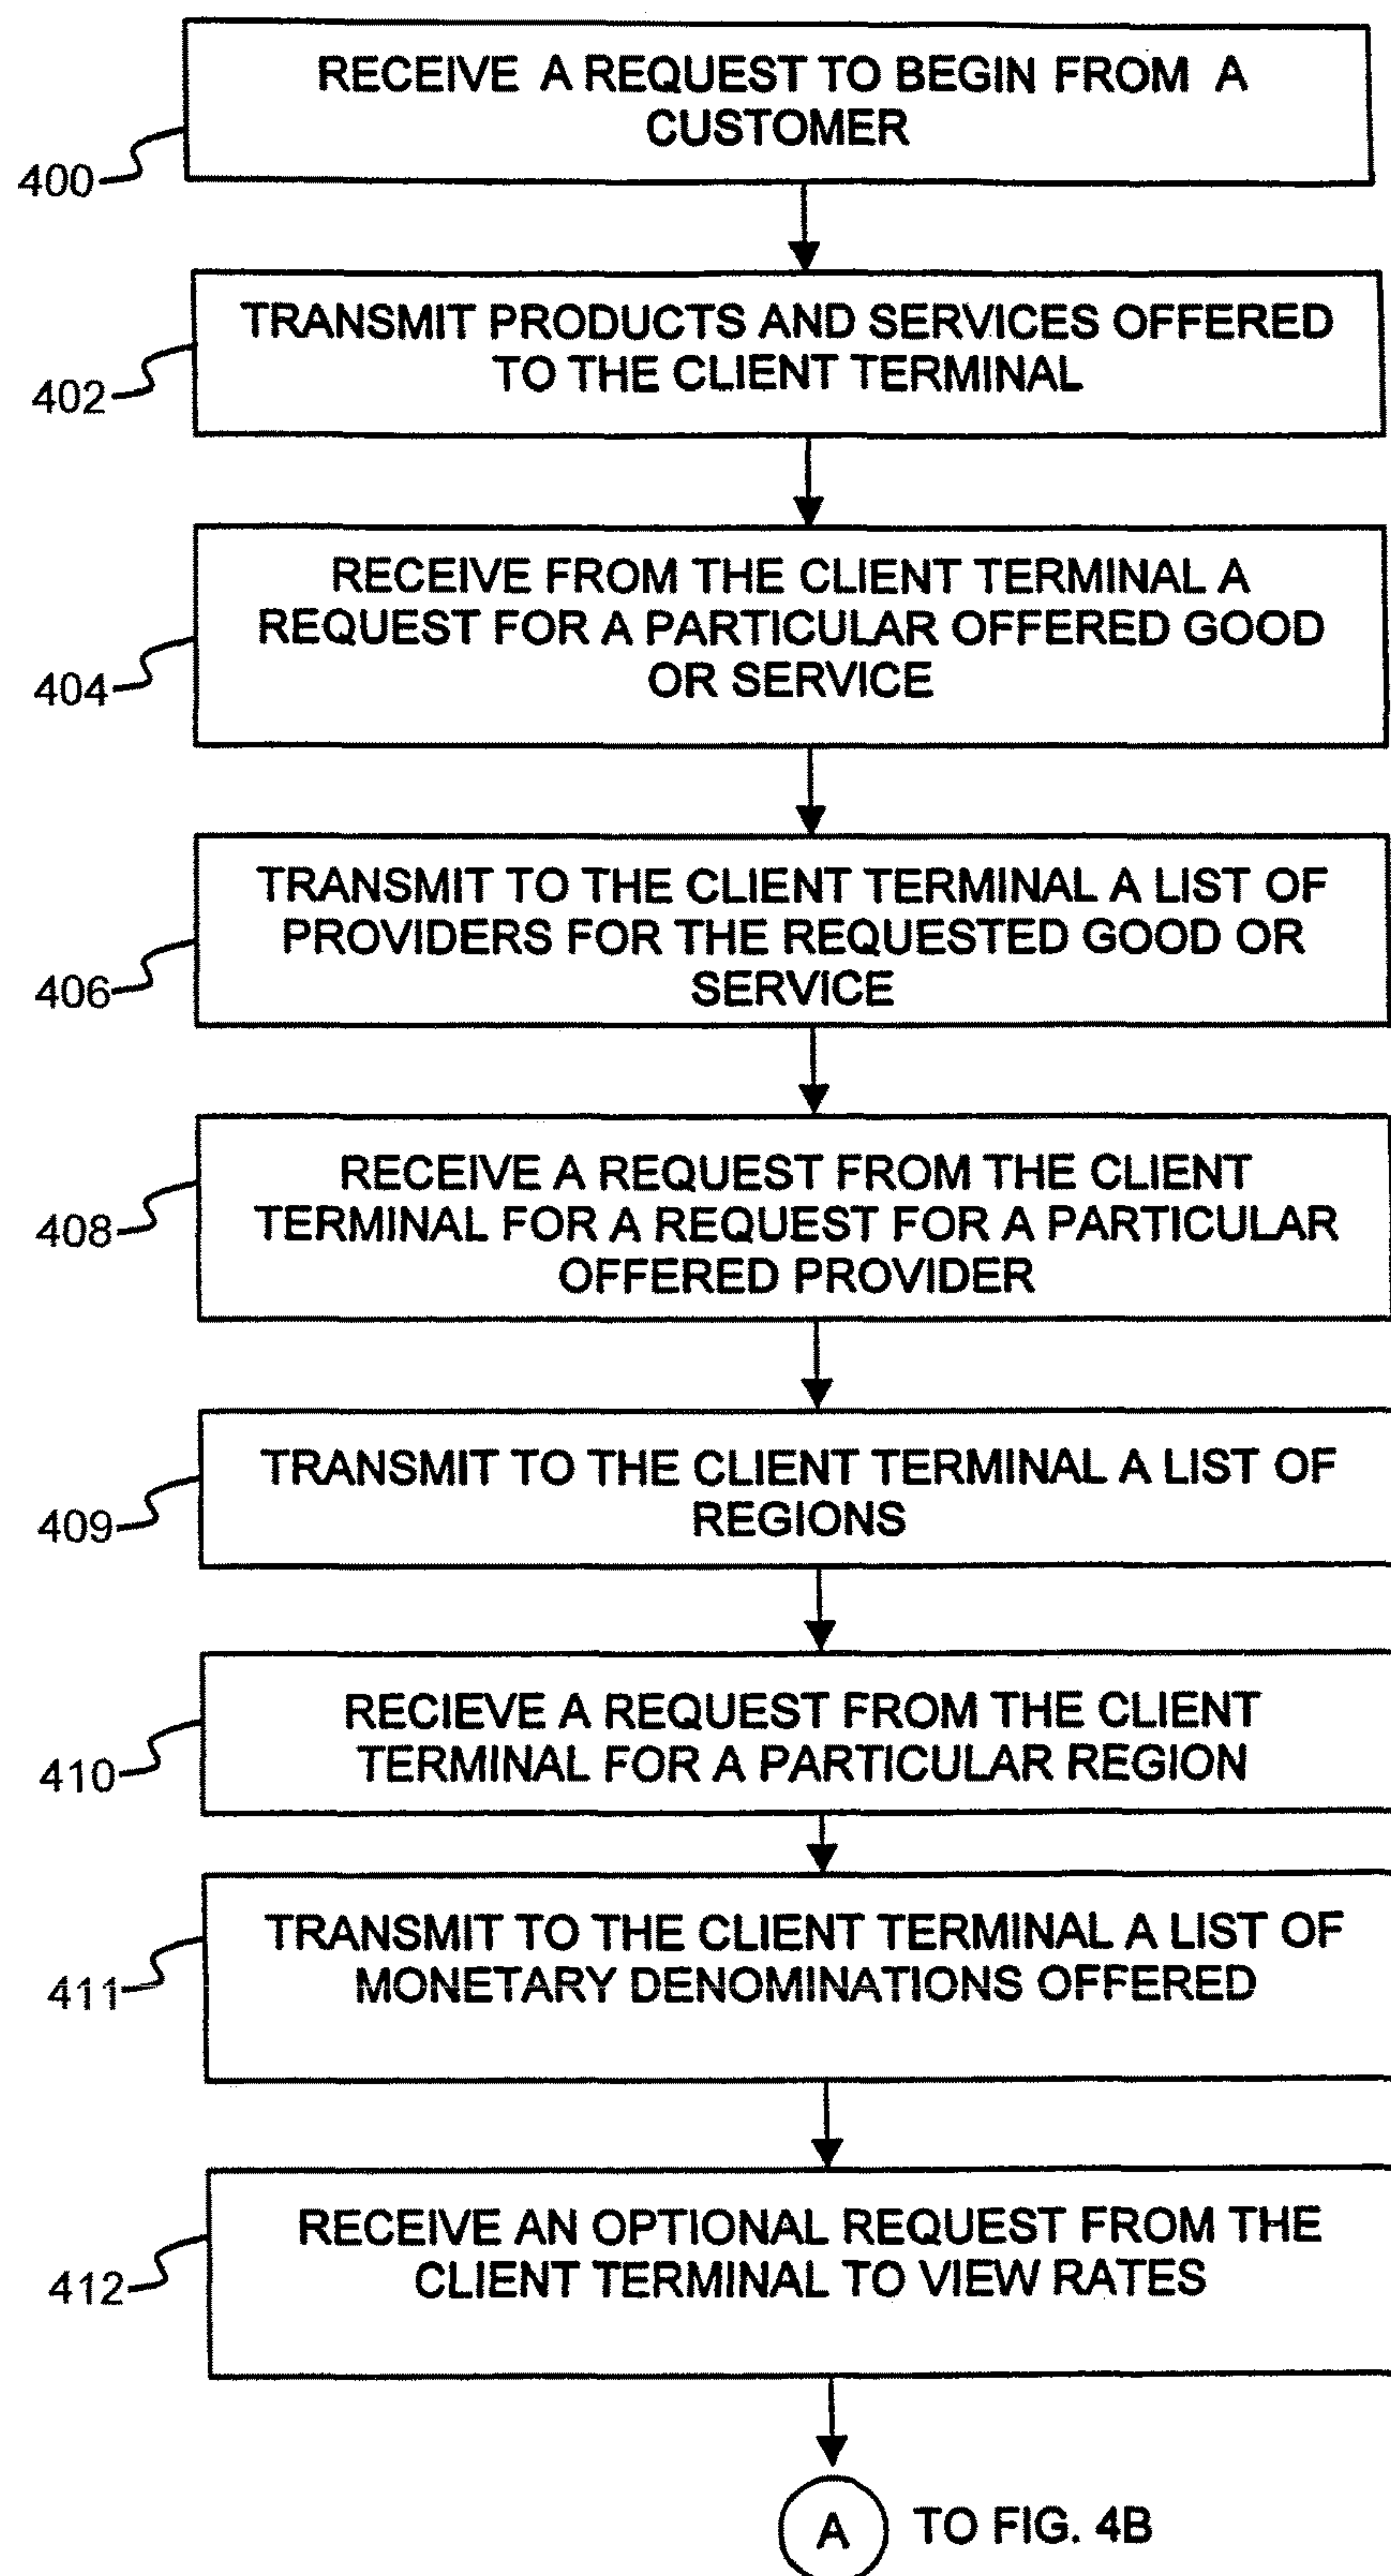 RECEIVE A REQUEST TO BEGIN FROM A
CUSTOMER
400
TRANSMIT PRODUCTS AND SERVICES OFFERED
TO THE CLIENT TERMINAL
402
RECEIVE FROM THE CLIENT TERMINAL A
REQUEST FOR A PARTICULAR OFFERED GOOD
OR SERVICE
404
TRANSMIT TO THE CLIENT TERMINAL A LIST OF
PROVIDERS FOR THE REQUESTED GOOD OR
SERVICE
406
RECEIVE A REQUEST FROM THE CLIENT
TERMINAL FOR A REQUEST FOR A PARTICULAR
OFFERED PROVIDER
408
TRANSMIT TO THE CLIENT TERMINAL A LIST OF
REGIONS
409
RECIEVE A REQUEST FROM THE CLIENT
TERMINAL FOR A PARTICULAR REGION
410
TRANSMIT TO THE CLIENT TERMINAL A LIST OF
MONETARY DENOMINATIONS OFFERED
411
RECEIVE AN OPTIONAL REQUEST FROM THE
CLIENT TERMINAL TO VIEW RATES
412
A TO FIG. 4B